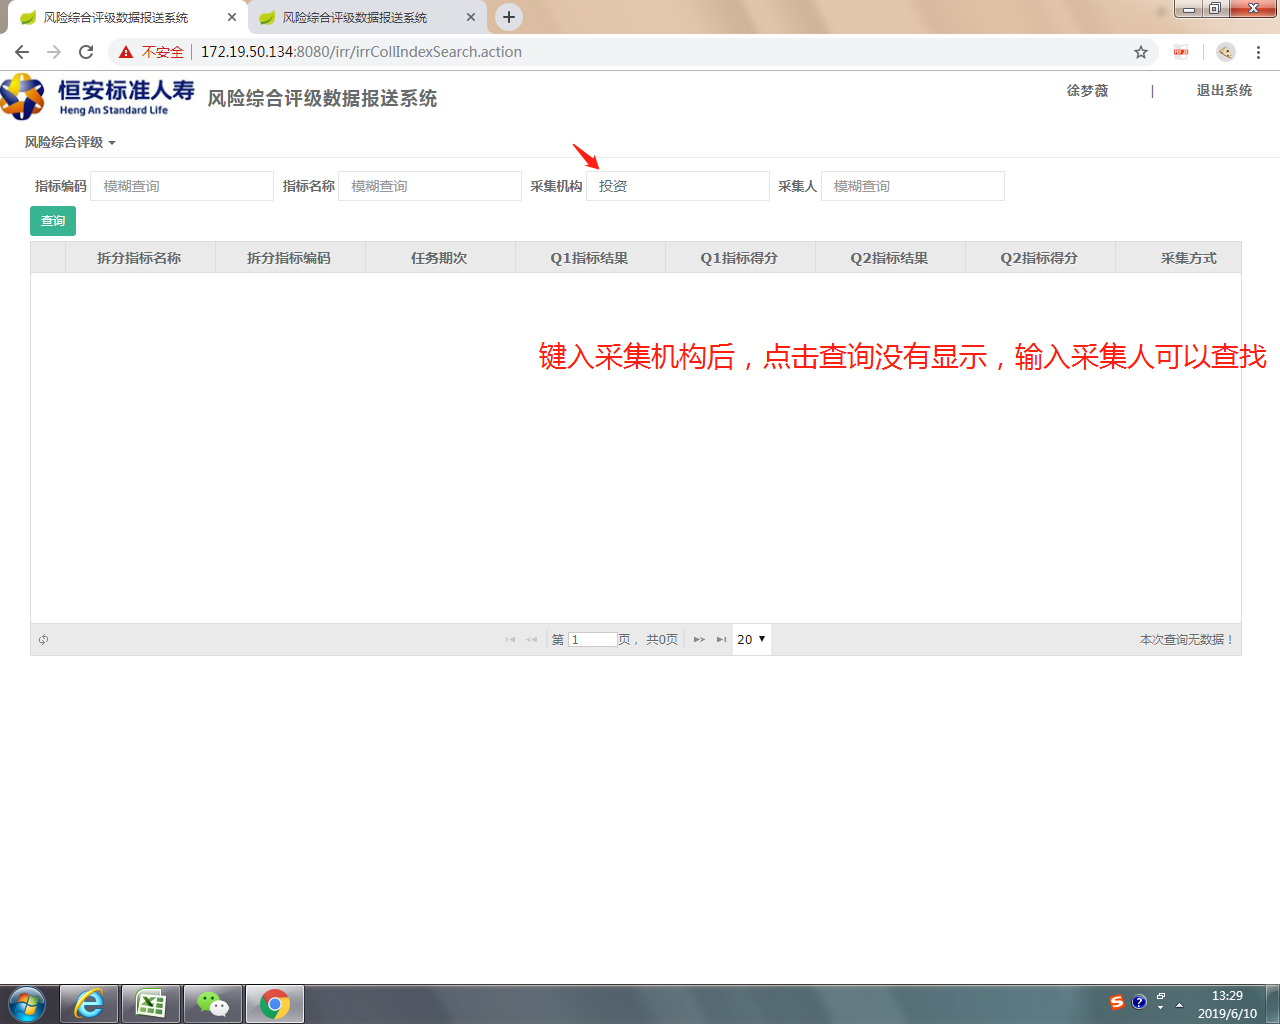 风险综合评级数据报送系统
风险综合评级数据报送系统
不安全 172.19.50.134:8080/irr/irrCollIndexSearch.action
恒安标准人寿
Heng An Standard Life
风险综合评级数据报送系统
徐梦薇 | 退出系统
风险综合评级
指标编码 模糊查询 指标名称 模糊查询 采集机构 投资 采集人 模糊查询
查询
拆分指标名称 拆分指标编码 任务期次 Q1指标结果 Q1指标得分 Q2指标结果 Q2指标得分 采集方式
键入采集机构后，点击查询没有显示，输入采集人可以查找
第 1 页， 共0页 20 本次查询无数据！
13:29
2019/6/10